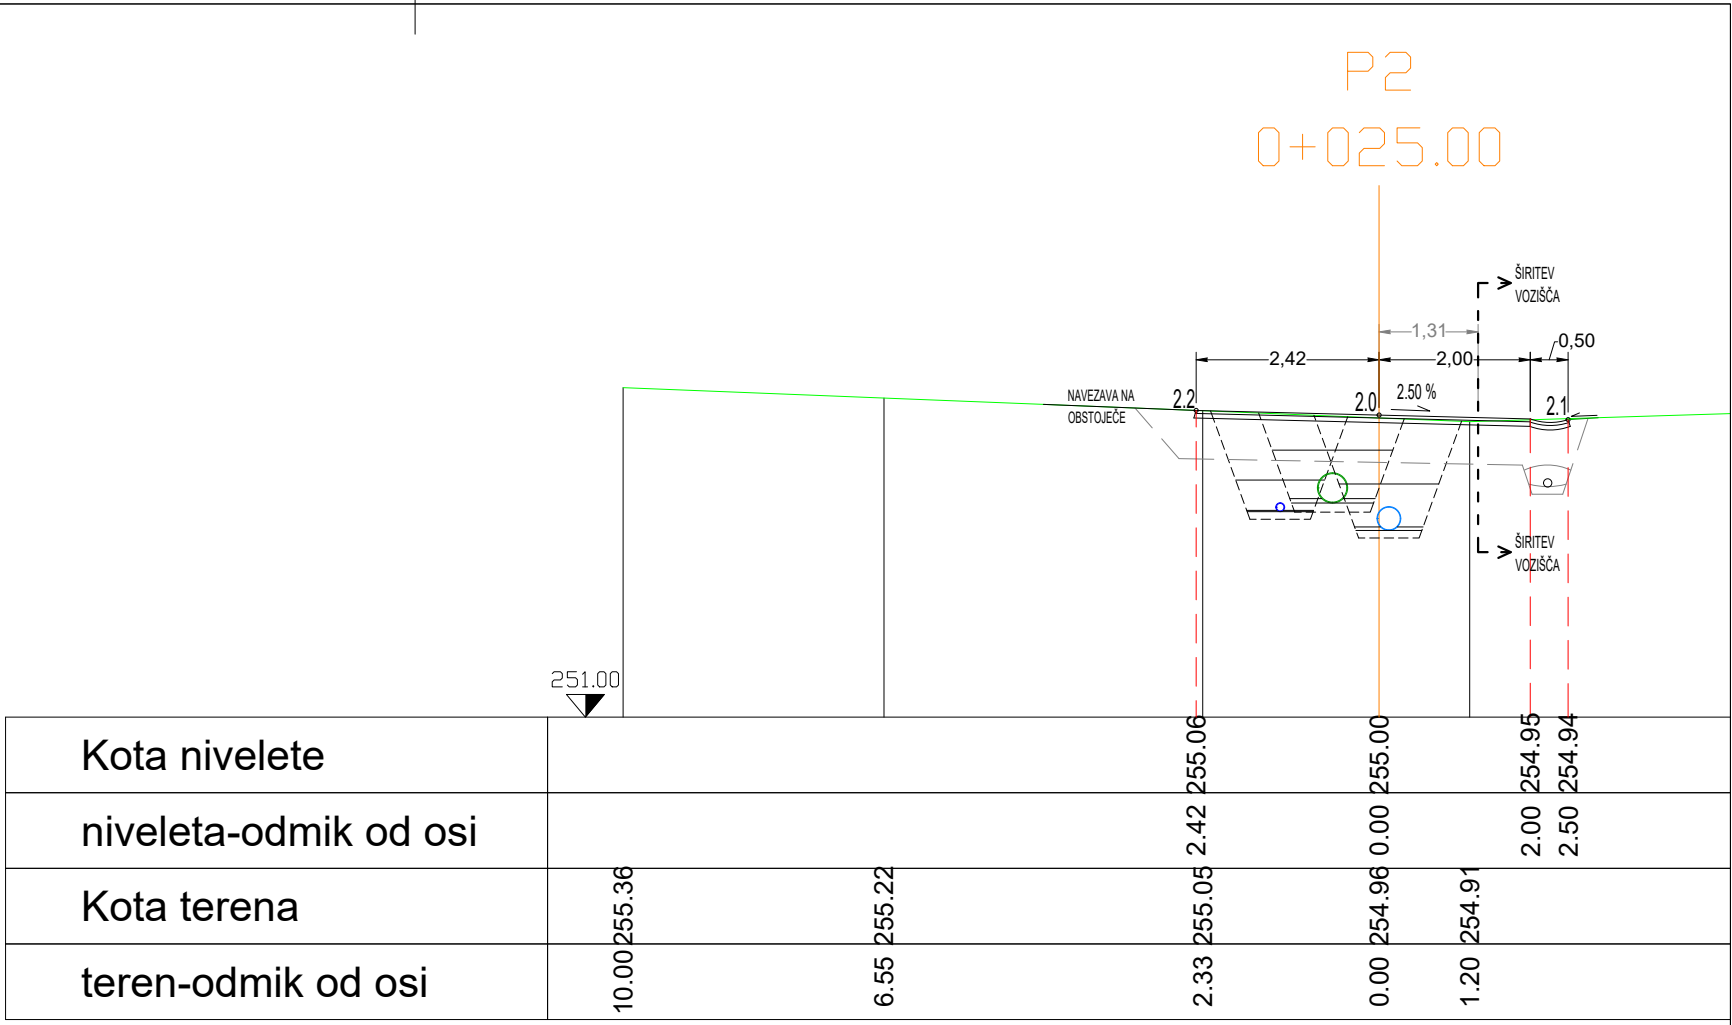 P2
0+025.00
ŠIRITEV
VOZIŠČA
1,31
0,50
2,42
2,00
NAVEZAVA NA
OBSTOJEČE
2.2
2.0
2.50 %
2.1
ŠIRITEV
VOZIŠČA
251.00
Kota nivelete
255.06
255.00
254.95
254.94
niveleta-odmik od osi
2.42
0.00
2.00
2.50
Kota terena
255.36
255.22
255.05
254.96
254.91
teren-odmik od osi
10.00
6.55
2.33
0.00
1.20